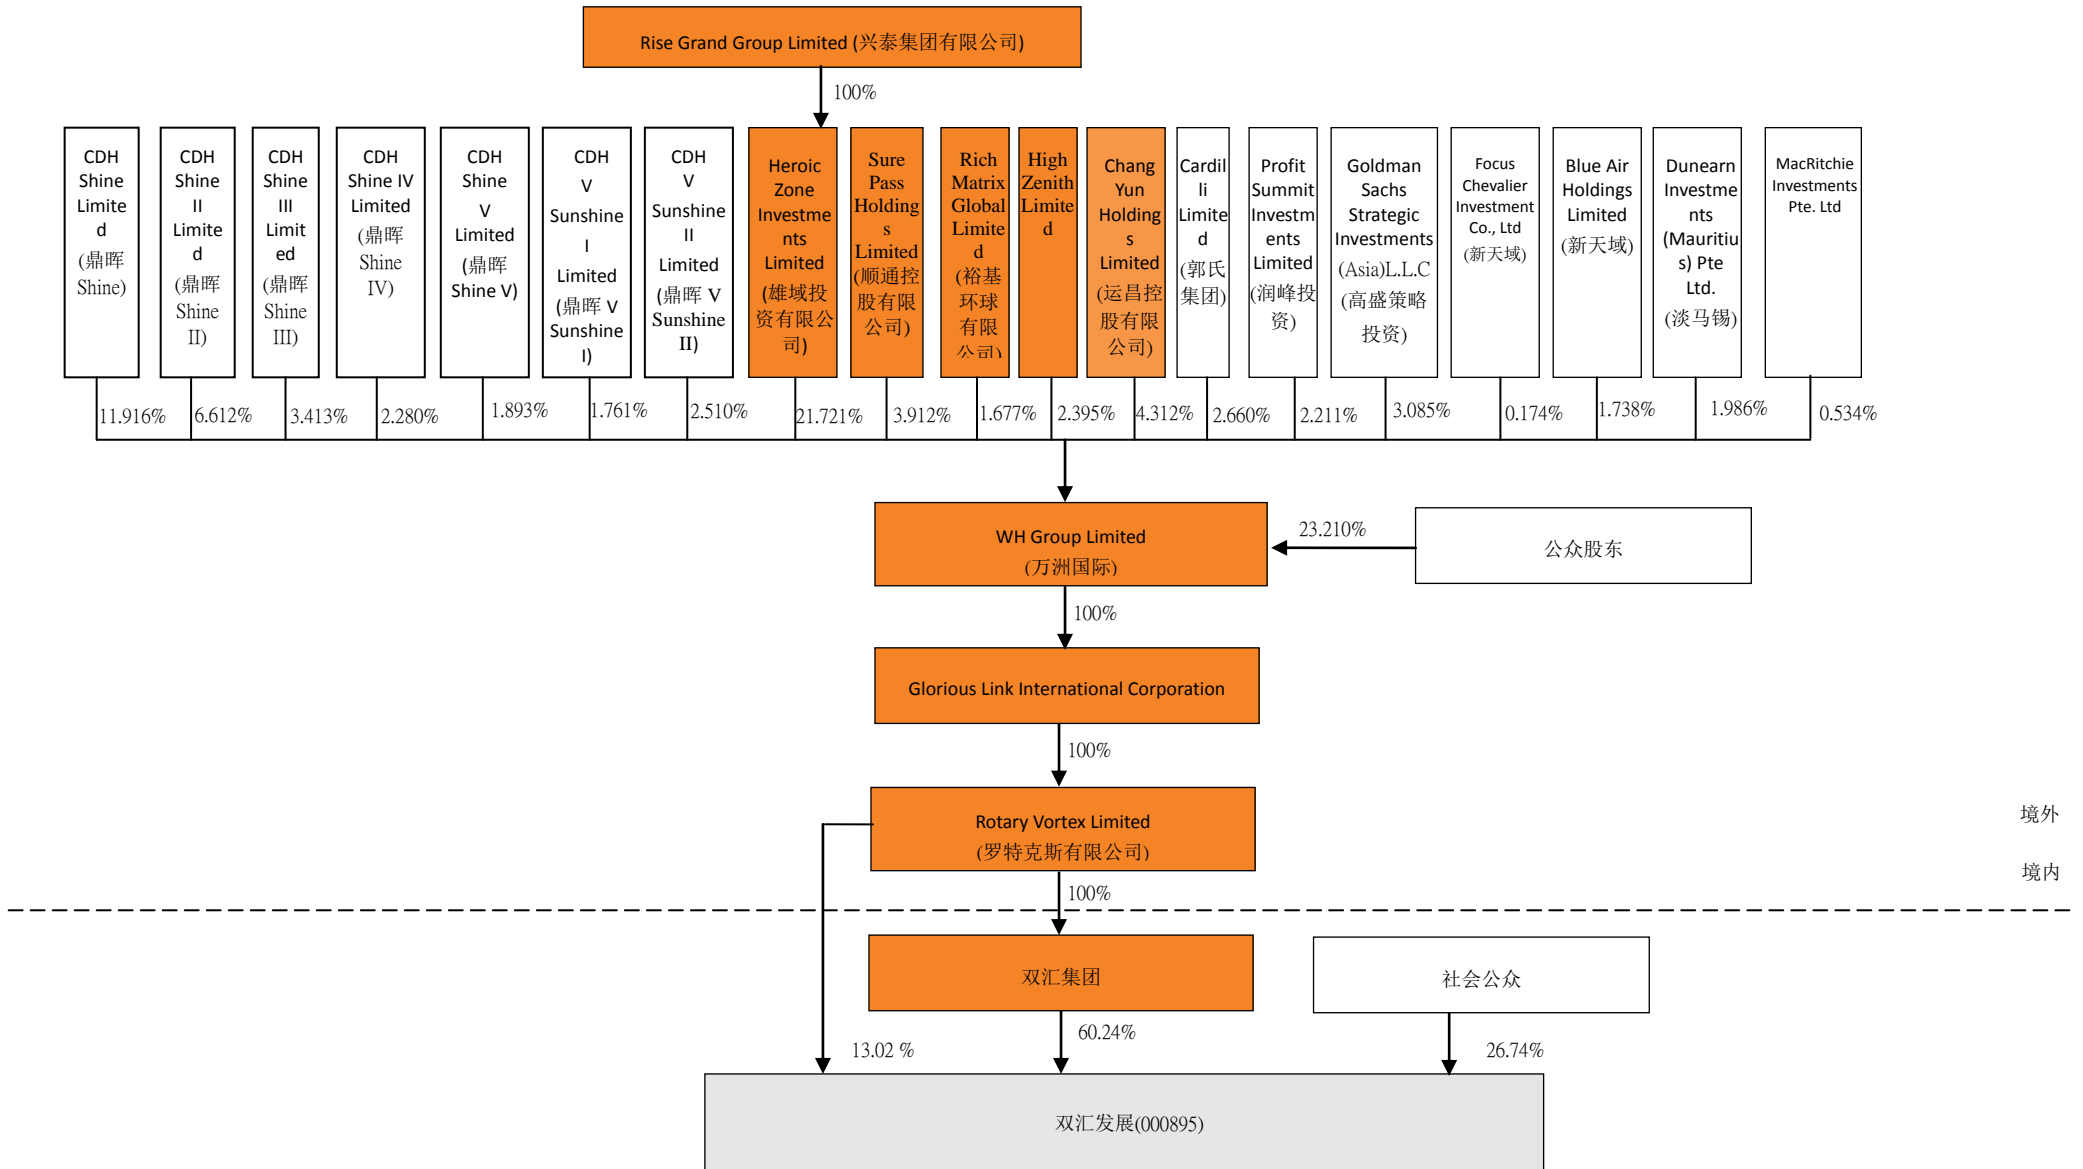 Rise Grand Group Limited (兴泰集团有限公司)
100%
CDH
Shine
Limite
d
(鼎晖
Shine)
CDH
Shine
II
Limite
d
(鼎晖
Shine
II)
CDH
Shine
III
Limit
ed
(鼎晖
Shine
III)
CDH
Shine IV
Limited
(鼎晖
Shine
IV)
CDH
Shine
V
Limited
(鼎晖
Shine V)
CDH
V
Sunshine
I
Limited
(鼎晖 V
Sunshine
I)
CDH
V
Sunshine
II
Limited
(鼎晖 V
Sunshine
II)
Heroic
Zone
Investme
nts
Limited
(雄域投
资有限公
司)
Sure
Pass
Holding
s
Limited
(顺通控
股有限
公司)
Rich
Matrix
Global
Limite
d
(裕基
环球
有限
公司)
High
Zenith
Limite
d
Chang
Yun
Holding
s
Limited
(运昌控
股有限
公司)
Cardil
li
Limite
d
(郭氏
集团)
Profit
Summit
Investm
ents
Limited
(润峰投
资)
Goldman
Sachs
Strategic
Investments
(Asia)L.L.C
(高盛策略
投资)
Focus
Chevalier
Investment
Co., Ltd
(新天域)
Blue Air
Holdings
Limited
(新天域)
Dunearn
Investme
nts
(Mauritiu
s) Pte
Ltd.
(淡马锡)
MacRitchie
Investments
Pte. Ltd
11.916%
6.612%
3.413%
2.280%
1.893%
1.761%
2.510%
21.721%
3.912%
1.677%
2.395%
4.312%
2.660%
2.211%
3.085%
0.174%
1.738%
1.986%
0.534%
WH Group Limited
(万洲国际)
23.210%
公众股东
100%
Glorious Link International Corporation
100%
Rotary Vortex Limited
(罗特克斯有限公司)
境外
境内
100%
双汇集团
社会公众
13.02 %
60.24%
26.74%
双汇发展(000895)